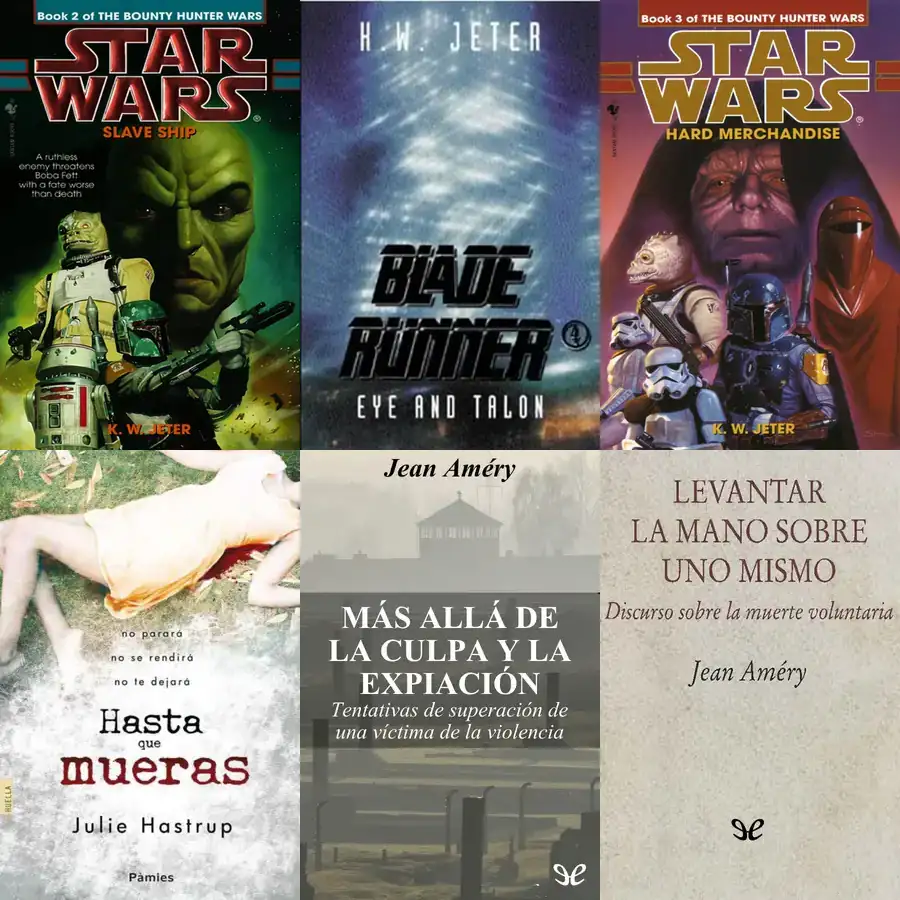 Book 2 of THE BOUNTY HUNTER WARS
STAR
WARS®
SLAVE SHIP
A ruthless
enemy threatens
Boba Fett
with a fate worse
than death
K. W. JETER
K.W. JETER
BLADE
RUNNER 4
EYE AND TALON
Book 3 of THE BOUNTY HUNTER WARS
STAR
WARS®
HARD MERCHANDISE
K. W. JETER
no parará
no se rendirá
no te dejará
Hasta
que
mueras
Julie Hastrup
HUELLA
Pàmies
Jean Améry
MÁS ALLÁ DE
LA CULPA Y LA
EXPIACIÓN
Tentativas de superación de
una víctima de la violencia
LEVANTAR
LA MANO SOBRE
UNO MISMO
Discurso sobre la muerte voluntaria
Jean Améry